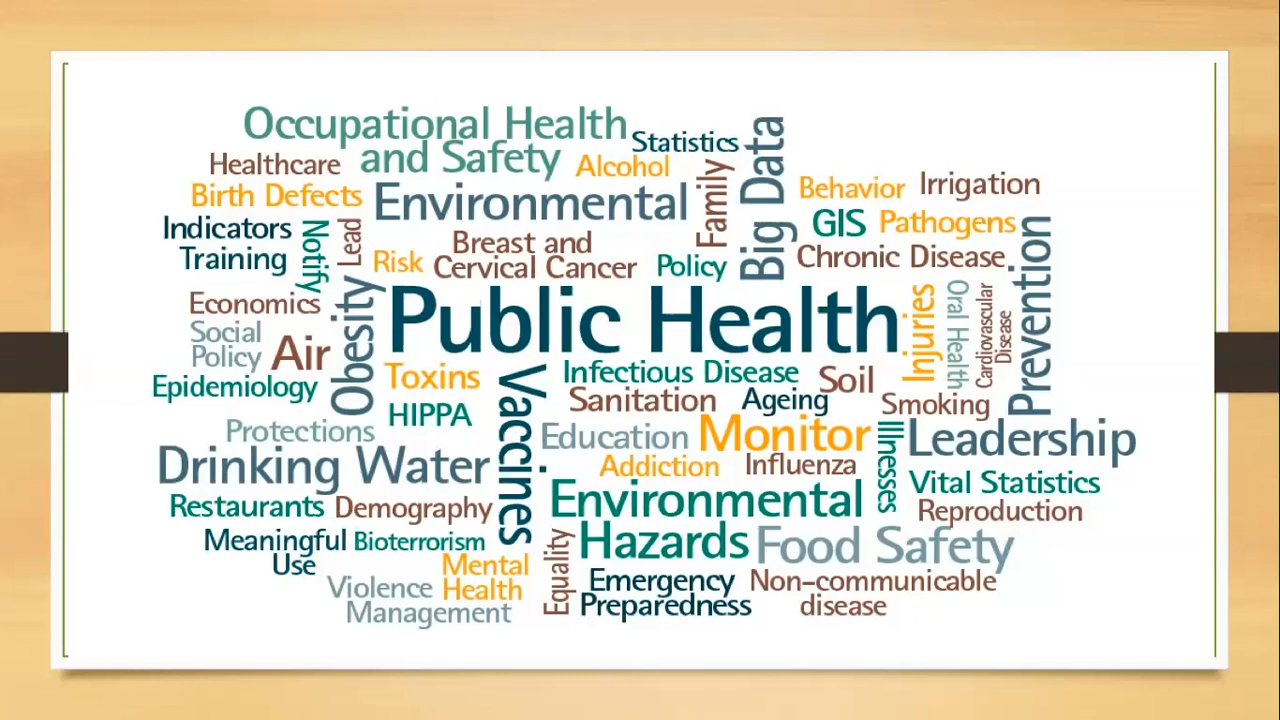 Occupational Health
and Safety
Statistics
Big Data
Healthcare
Alcohol
Family
Behavior
Irrigation
Birth Defects
Environmental
GIS
Pathogens
Indicators
Notify
Lead
Breast and
Cervical Cancer
Training
Risk
Policy
Chronic Disease
Prevention
Economics
Obesity
Public Health
Injuries
Oral Health
Cardiovascular
Disease
Social
Policy
Air
Epidemiology
Toxins
Vaccines
Infectious Disease
Soil
HIPPA
Sanitation
Ageing
Smoking
Protections
Education
Monitor
Illnesses
Leadership
Drinking Water
Addiction
Influenza
Vital Statistics
Restaurants
Demography
Environmental
Hazards
Reproduction
Meaningful
Use
Bioterrorism
Equality
Food Safety
Mental
Health
Emergency
Preparedness
Non-communicable
disease
Violence
Management